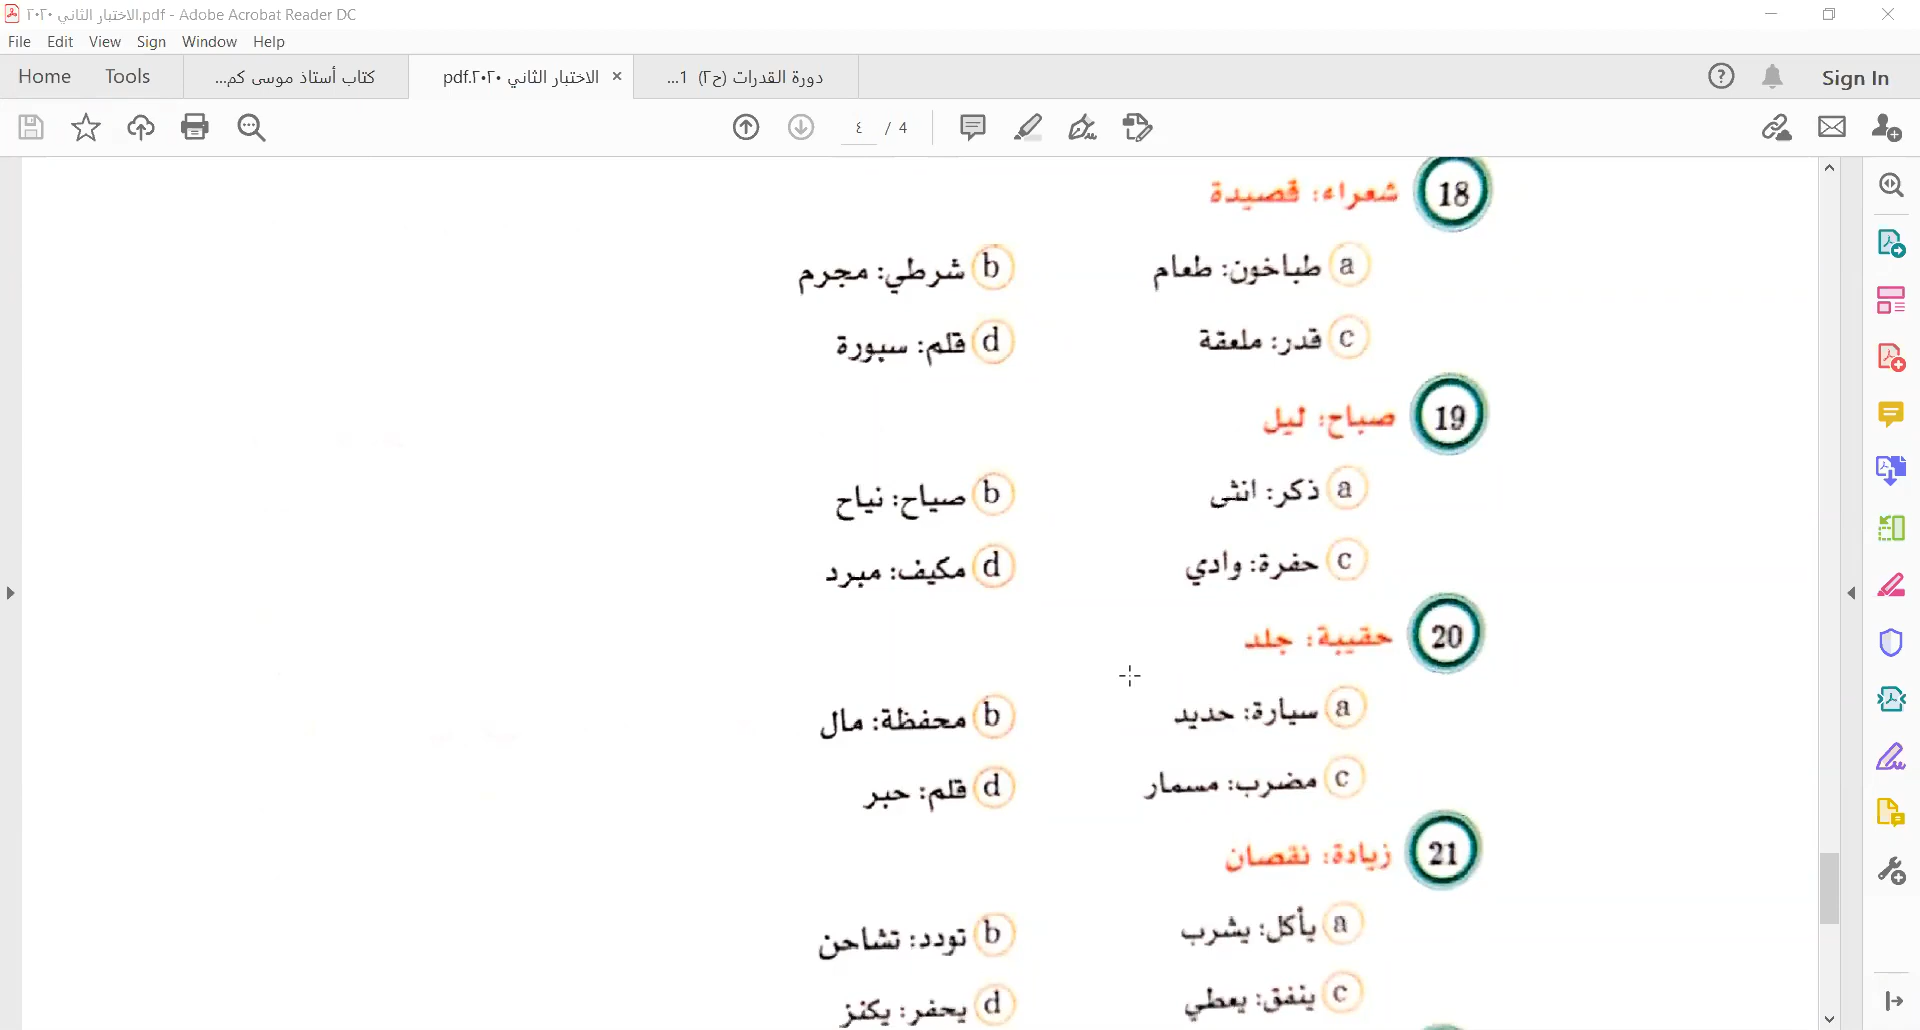 الاختبار الثاني ٢٠٢٠.pdf - Adobe Acrobat Reader DC
File Edit View Sign Window Help
Home Tools كتاب أستاذ موسى كم... الاختبار الثاني ٢٠٢٠.pdf × دورة القدرات (ح٢) 1... Sign In
٤ / 4
18 شعراء: قصيدة
a طباخون: طعام b شرطي: مجرم
c قدر: ملعقة d قلم: سبورة
19 صباح: ليل
a ذكر: انثى b صياح: نياح
c حفرة: وادي d مكيف: مبرد
20 حقيبة: جلد
a سيارة: حديد b محفظة: مال
c مضرب: مسمار d قلم: حبر
21 زيادة: نقصان
a يأكل: يشرب b تودد: تشاحن
c ينفق: يعطي d يحفر: يكنز